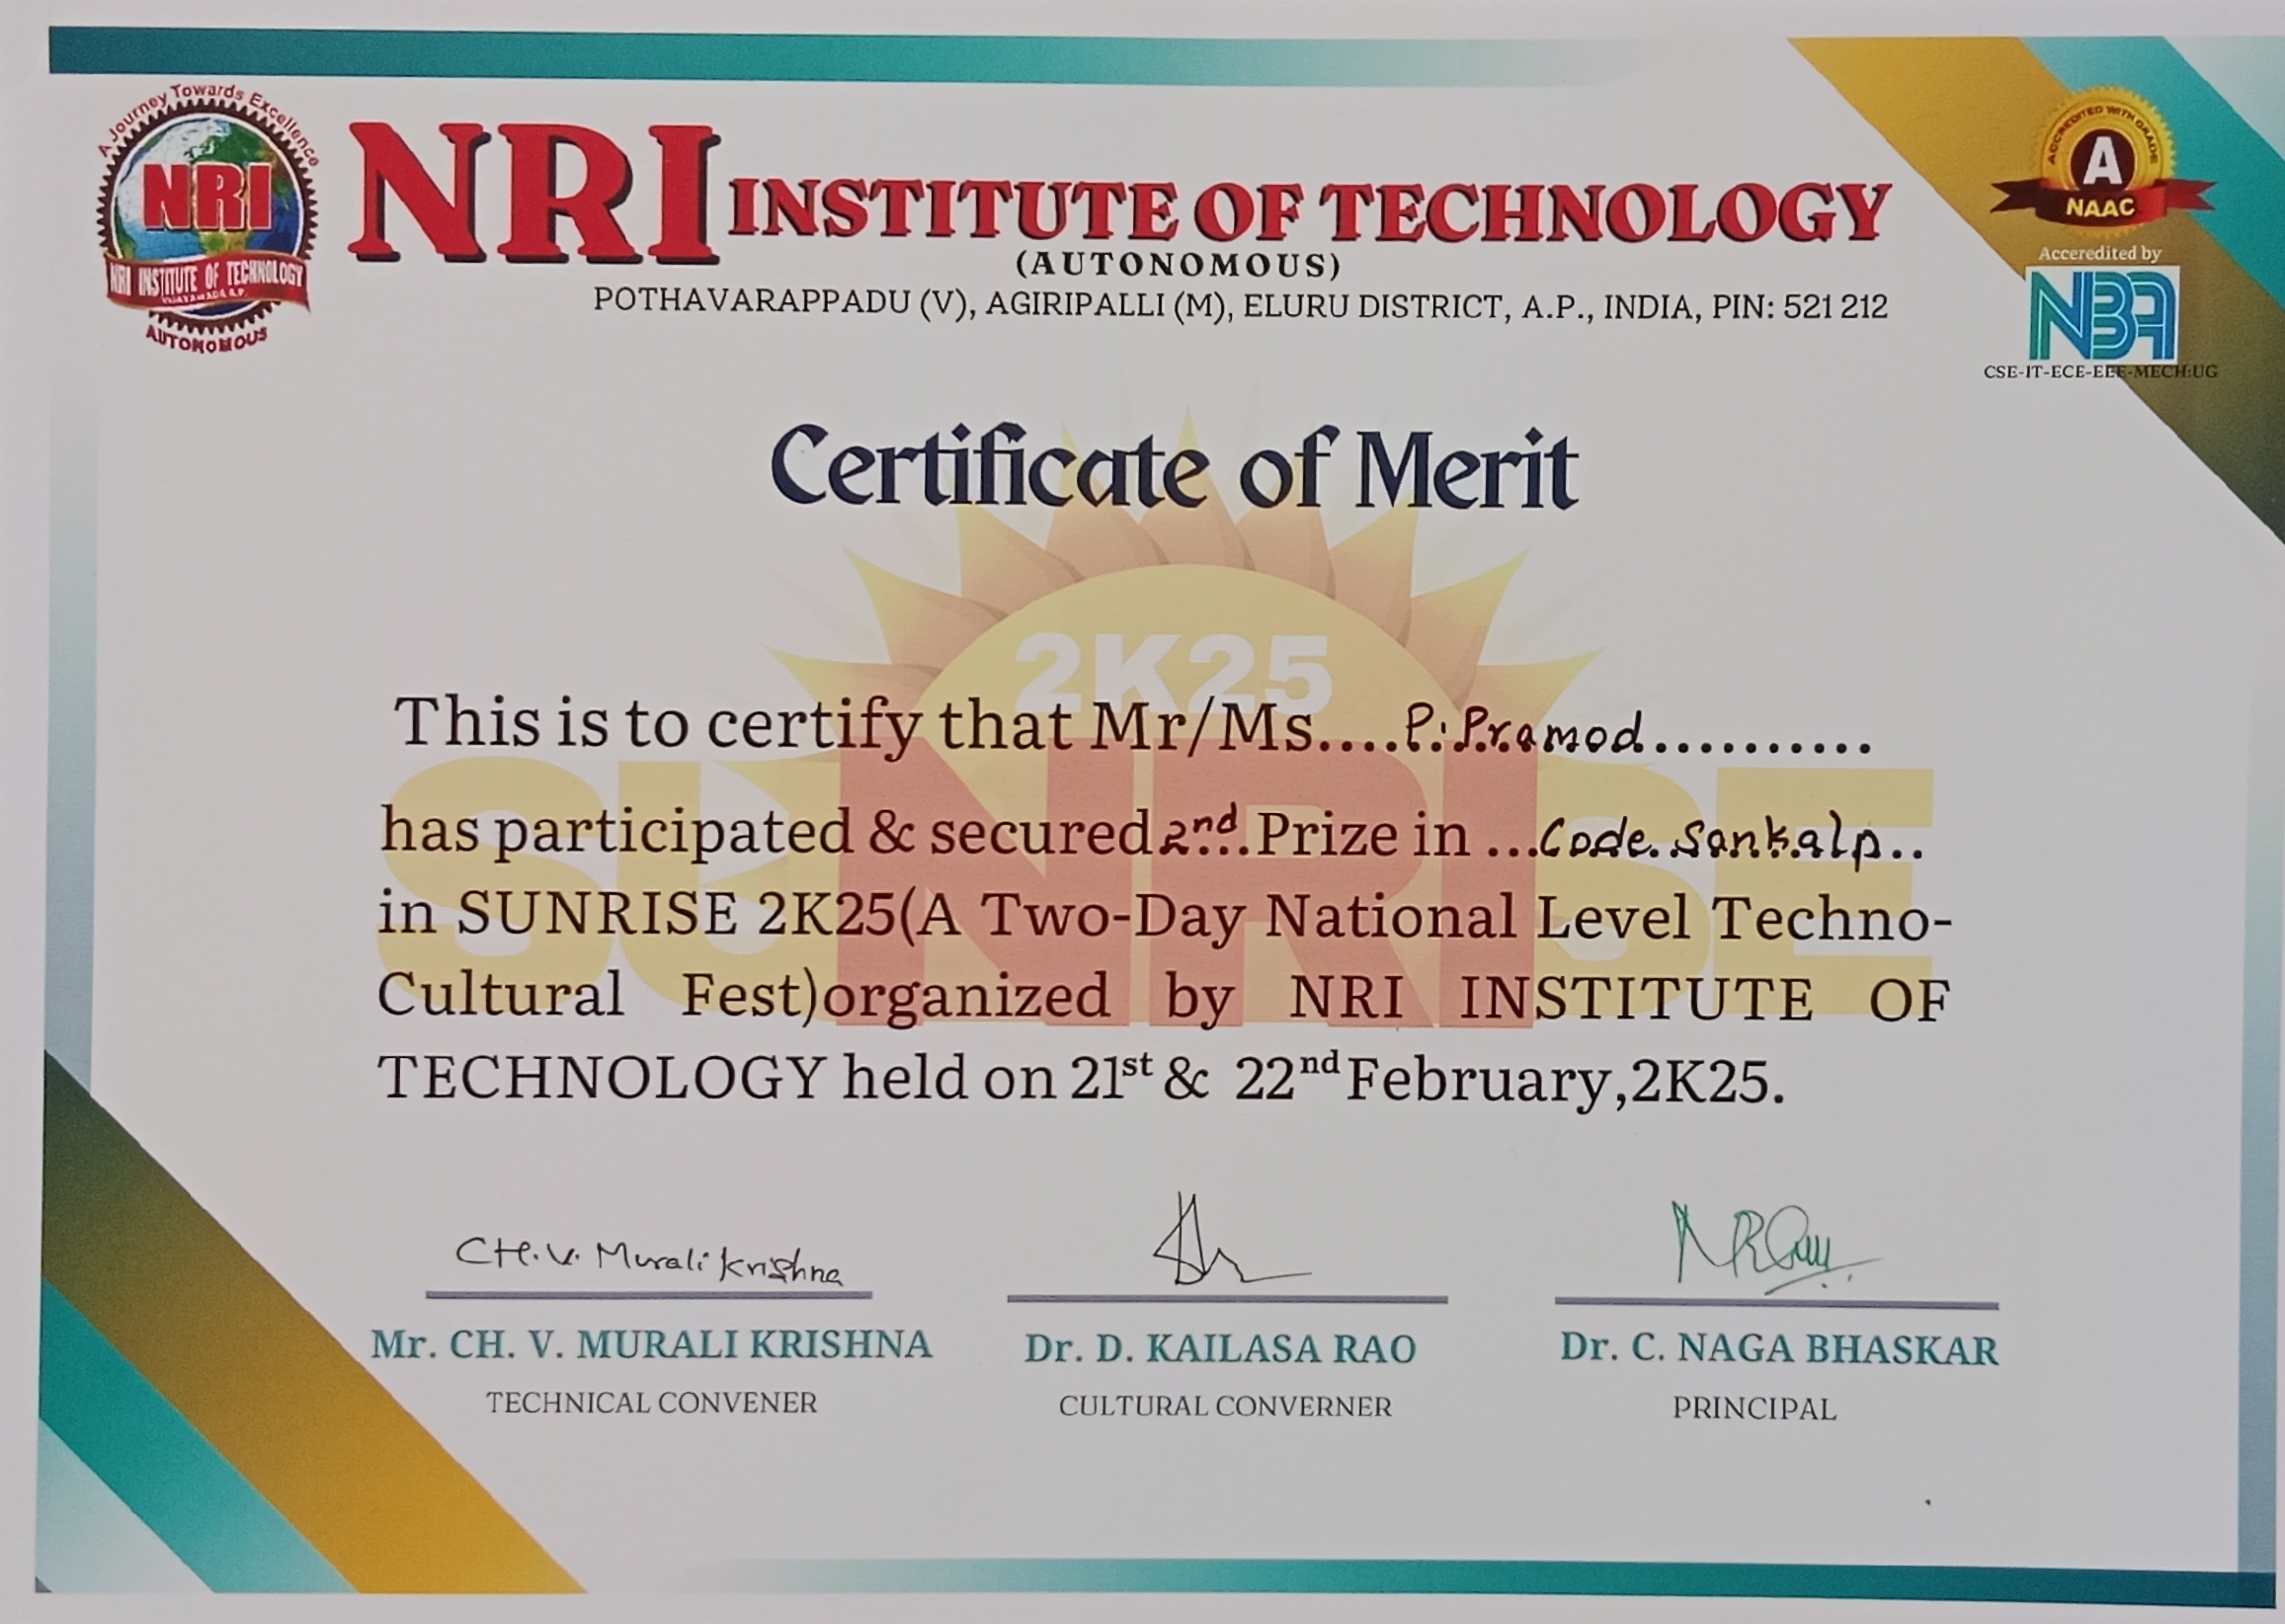 A Journey Towards Excellence
NRI
NRI INSTITUTE OF TECHNOLOGY
VIJAYAWADA A.P.
AUTONOMOUS
NRI INSTITUTE OF TECHNOLOGY
(AUTONOMOUS)
POTHAVARAPPADU (V), AGIRIPALLI (M), ELURU DISTRICT, A.P., INDIA, PIN: 521 212
ACCREDITED WITH GRADE
A
NAAC
Acceredited by
NBA
CSE-IT-ECE-EEE-MECH:UG
Certificate of Merit
2K25
SUNRISE
This is to certify that Mr/Ms....P. Pramod..........
has participated & secured 2nd Prize in ...Code Sankalp..
in SUNRISE 2K25(A Two-Day National Level Techno-
Cultural Fest)organized by NRI INSTITUTE OF
TECHNOLOGY held on 21st & 22nd February,2K25.
CH. V. Murali Krishna
Mr. CH. V. MURALI KRISHNA Dr. D. KAILASA RAO Dr. C. NAGA BHASKAR
TECHNICAL CONVENER CULTURAL CONVERNER PRINCIPAL